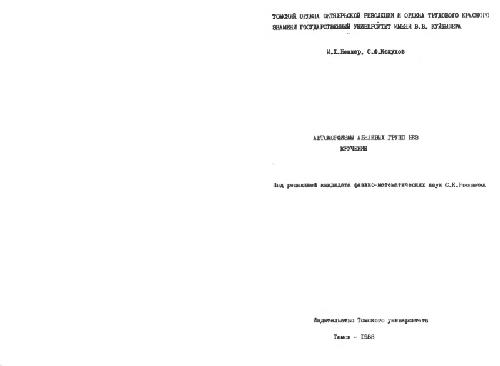 ТОМСКИЙ ОРДЕНА ОКТЯБРЬСКОЙ РЕВОЛЮЦИИ И ОРДЕНА ТРУДОВОГО КРАСНОГО
ЗНАМЕНИ ГОСУДАРСТВЕННЫЙ УНИВЕРСИТЕТ ИМЕНИ В.В. КУЙБЫШЕВА
И.Х.Беккер, С.Ф.Кожухов
АВТОМОРФИЗМЫ АБЕЛЕВЫХ ГРУПП БЕЗ
КРУЧЕНИЯ
Под редакцией кандидата физико-математических наук С.К.
Издательство Томского университета
Томск - 1988